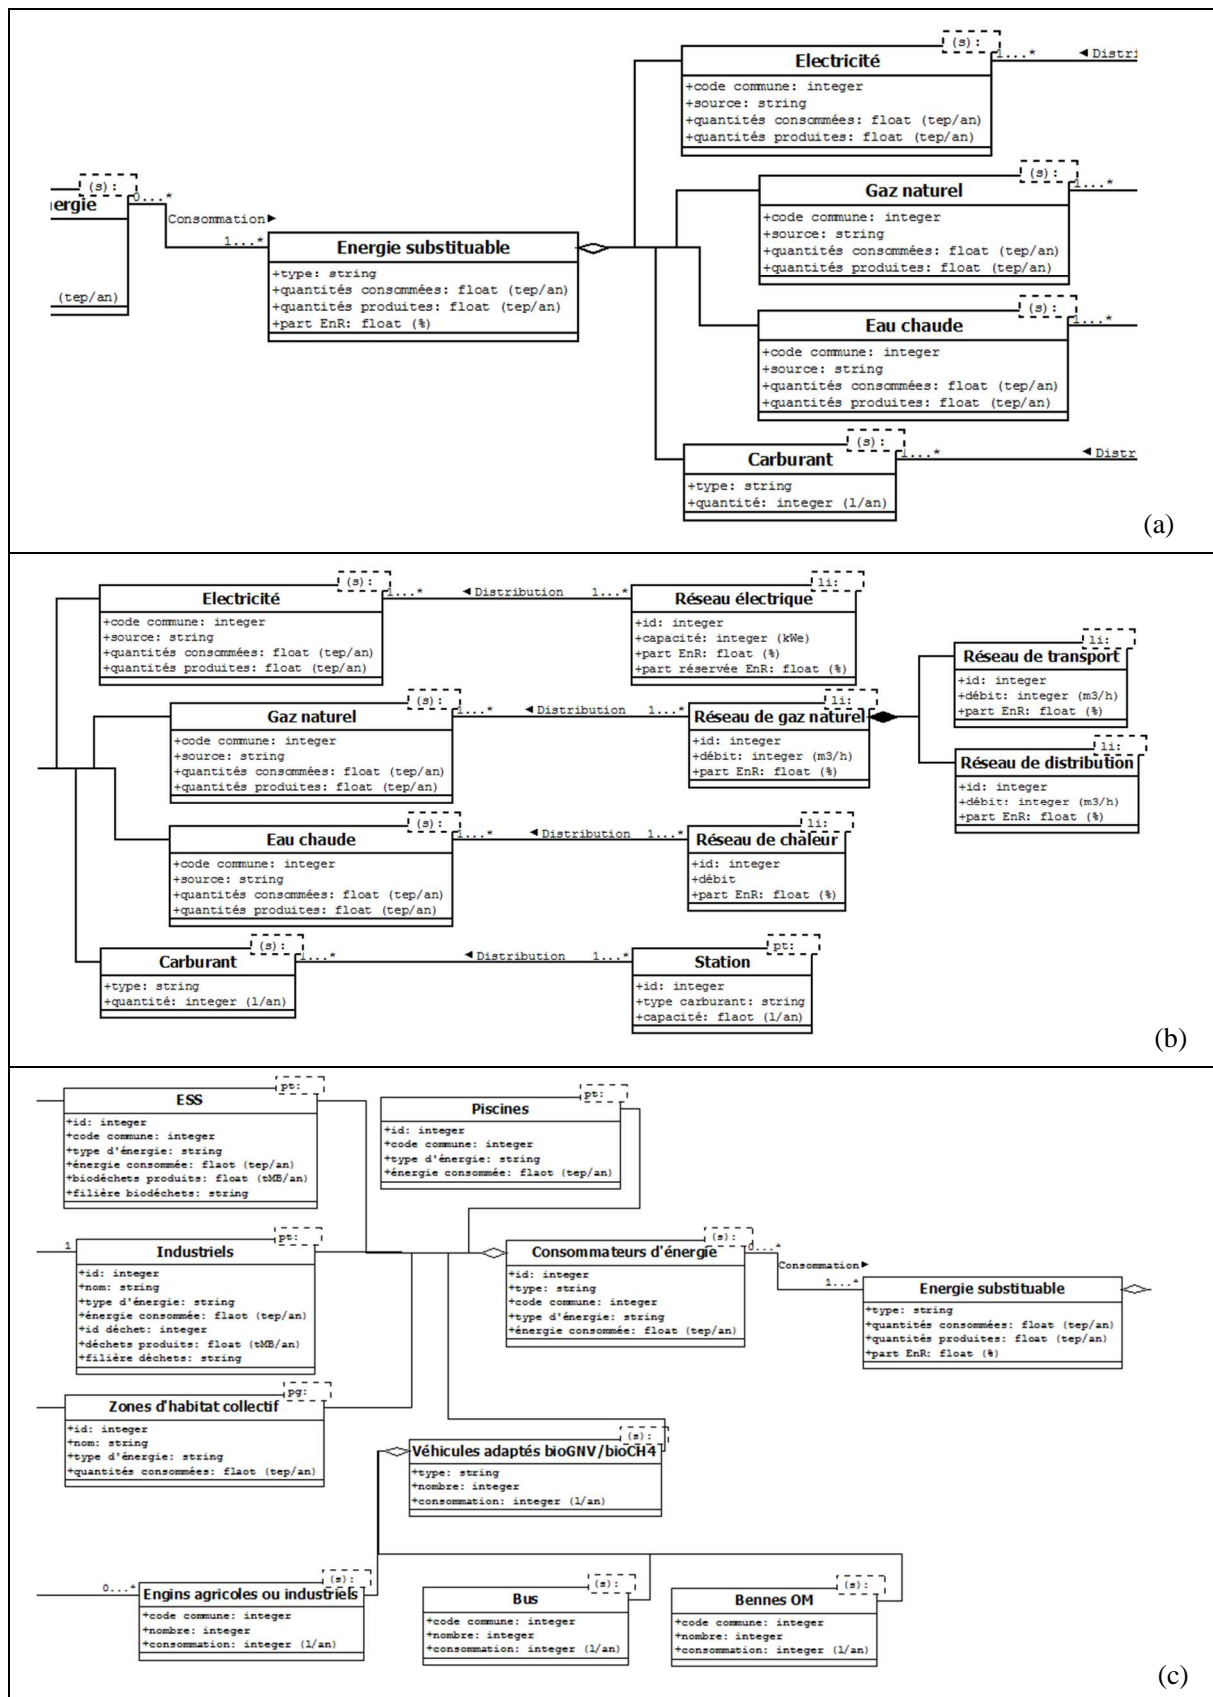 (s):
Electricité
1...*
◄ Distri
+code commune: integer
+source: string
+quantités consommées: float (tep/an)
+quantités produites: float (tep/an)
(s):
Gaz naturel
1...*
+code commune: integer
+source: string
+quantités consommées: float (tep/an)
+quantités produites: float (tep/an)
(s):
ergie
0...*
(tep/an)
Consommation►
1...*
Energie substituable
+type: string
+quantités consommées: float (tep/an)
+quantités produites: float (tep/an)
+part EnR: float (%)
(s):
Eau chaude
1...*
+code commune: integer
+source: string
+quantités consommées: float (tep/an)
+quantités produites: float (tep/an)
(s):
Carburant
1...*
◄ Distr
+type: string
+quantité: integer (l/an)
(a)
(s):
Electricité
1...*
◄ Distribution
1...*
+code commune: integer
+source: string
+quantités consommées: float (tep/an)
+quantités produites: float (tep/an)
li:
Réseau électrique
+id: integer
+capacité: integer (kWe)
+part EnR: float (%)
+part réservée EnR: float (%)
li:
Réseau de transport
+id: integer
+débit: integer (m3/h)
+part EnR: float (%)
(s):
Gaz naturel
1...*
◄ Distribution
1...*
+code commune: integer
+source: string
+quantités consommées: float (tep/an)
+quantités produites: float (tep/an)
li:
Réseau de gaz naturel
+id: integer
+débit: integer (m3/h)
+part EnR: float (%)
li:
Réseau de distribution
+id: integer
+débit: integer (m3/h)
+part EnR: float (%)
(s):
Eau chaude
1...*
◄ Distribution
1...*
+code commune: integer
+source: string
+quantités consommées: float (tep/an)
+quantités produites: float (tep/an)
li:
Réseau de chaleur
+id: integer
+débit
+part EnR: float (%)
(s):
Carburant
1...*
◄ Distribution
1...*
+type: string
+quantité: integer (l/an)
pt:
Station
+id: integer
+type carburant: string
+capacité: flaot (l/an)
(b)
pt:
ESS
+id: integer
+code commune: integer
+type d'énergie: string
+énergie consommée: flaot (tep/an)
+biodéchets produits: float (tMB/an)
+filière biodéchets: string
pt:
Piscines
+id: integer
+code commune: integer
+type d'énergie: string
+énergie consommée: flaot (tep/an)
1
pt:
Industriels
+id: integer
+nom: string
+type d'énergie: string
+énergie consommée: flaot (tep/an)
+id déchet: integer
+déchets produits: float (tMB/an)
+filière déchets: string
(s):
Consommateurs d'énergie
0...*
+id: integer
+type: string
+code commune: integer
+type d'énergie: string
+énergie consommée: float (tep/an)
Consommation►
1...*
Energie substituable
+type: string
+quantités consommées: float (tep/an)
+quantités produites: float (tep/an)
+part EnR: float (%)
pg:
Zones d'habitat collectif
+id: integer
+nom: string
+type d'énergie: string
+quantités consommées: flaot (tep/an)
(s):
Véhicules adaptés bioGNV/bioCH4
+type: string
+nombre: integer
+consommation: integer (l/an)
0...*
(s):
Engins agricoles ou industriels
+code commune: integer
+nombre: integer
+consommation: integer (l/an)
(s):
Bus
+code commune: integer
+nombre: integer
+consommation: integer (l/an)
(s):
Bennes OM
+code commune: integer
+nombre: integer
+consommation: integer (l/an)
(c)